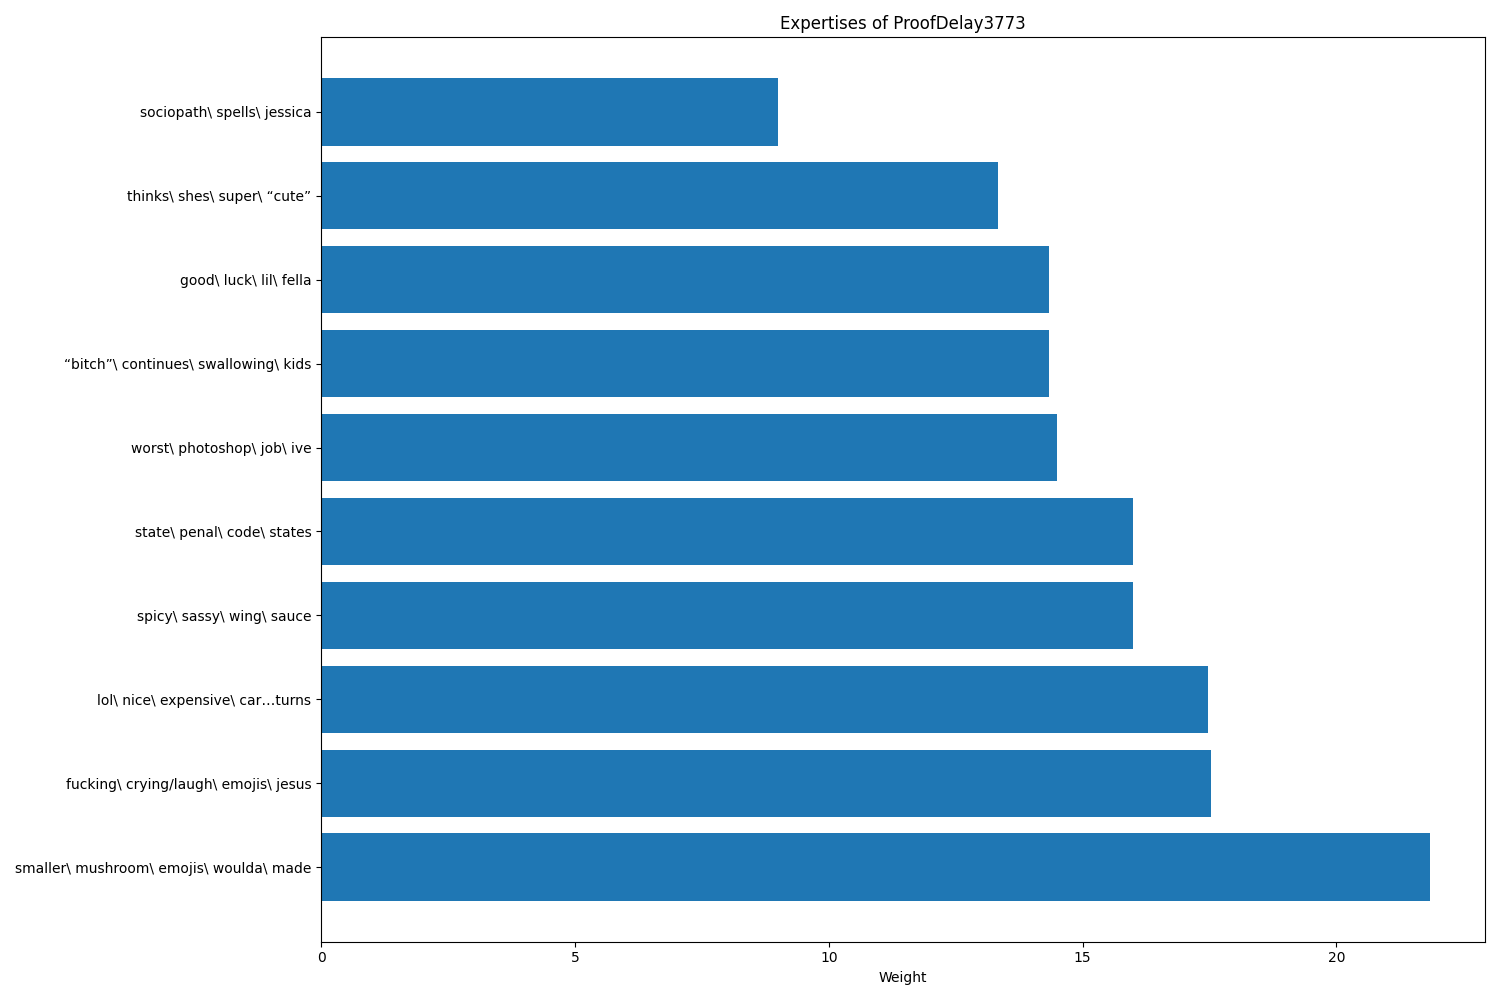 Expertises of ProofDelay3773
sociopath\ spells\ jessica
thinks\ shes\ super\ “cute”
good\ luck\ lil\ fella
“bitch”\ continues\ swallowing\ kids
worst\ photoshop\ job\ ive
state\ penal\ code\ states
spicy\ sassy\ wing\ sauce
lol\ nice\ expensive\ car…turns
fucking\ crying/laugh\ emojis\ jesus
smaller\ mushroom\ emojis\ woulda\ made
0 5 10 15 20
Weight